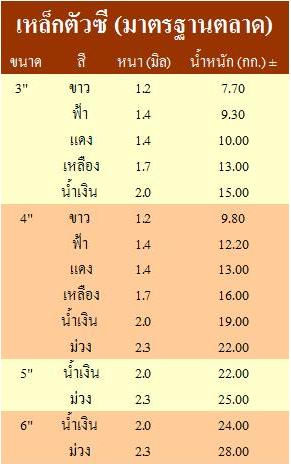 เหล็กตัวซี (มาตรฐานตลาด)
ขนาด สี หนา (มิล) น้ำหนัก (กก.) ±
3" ขาว 1.2 7.70
ฟ้า 1.4 9.30
แดง 1.4 10.00
เหลือง 1.7 13.00
น้ำเงิน 2.0 15.00
4" ขาว 1.2 9.80
ฟ้า 1.4 12.20
แดง 1.4 13.00
เหลือง 1.7 16.00
น้ำเงิน 2.0 19.00
ม่วง 2.3 22.00
5" น้ำเงิน 2.0 22.00
ม่วง 2.3 25.00
6" น้ำเงิน 2.0 24.00
ม่วง 2.3 28.00